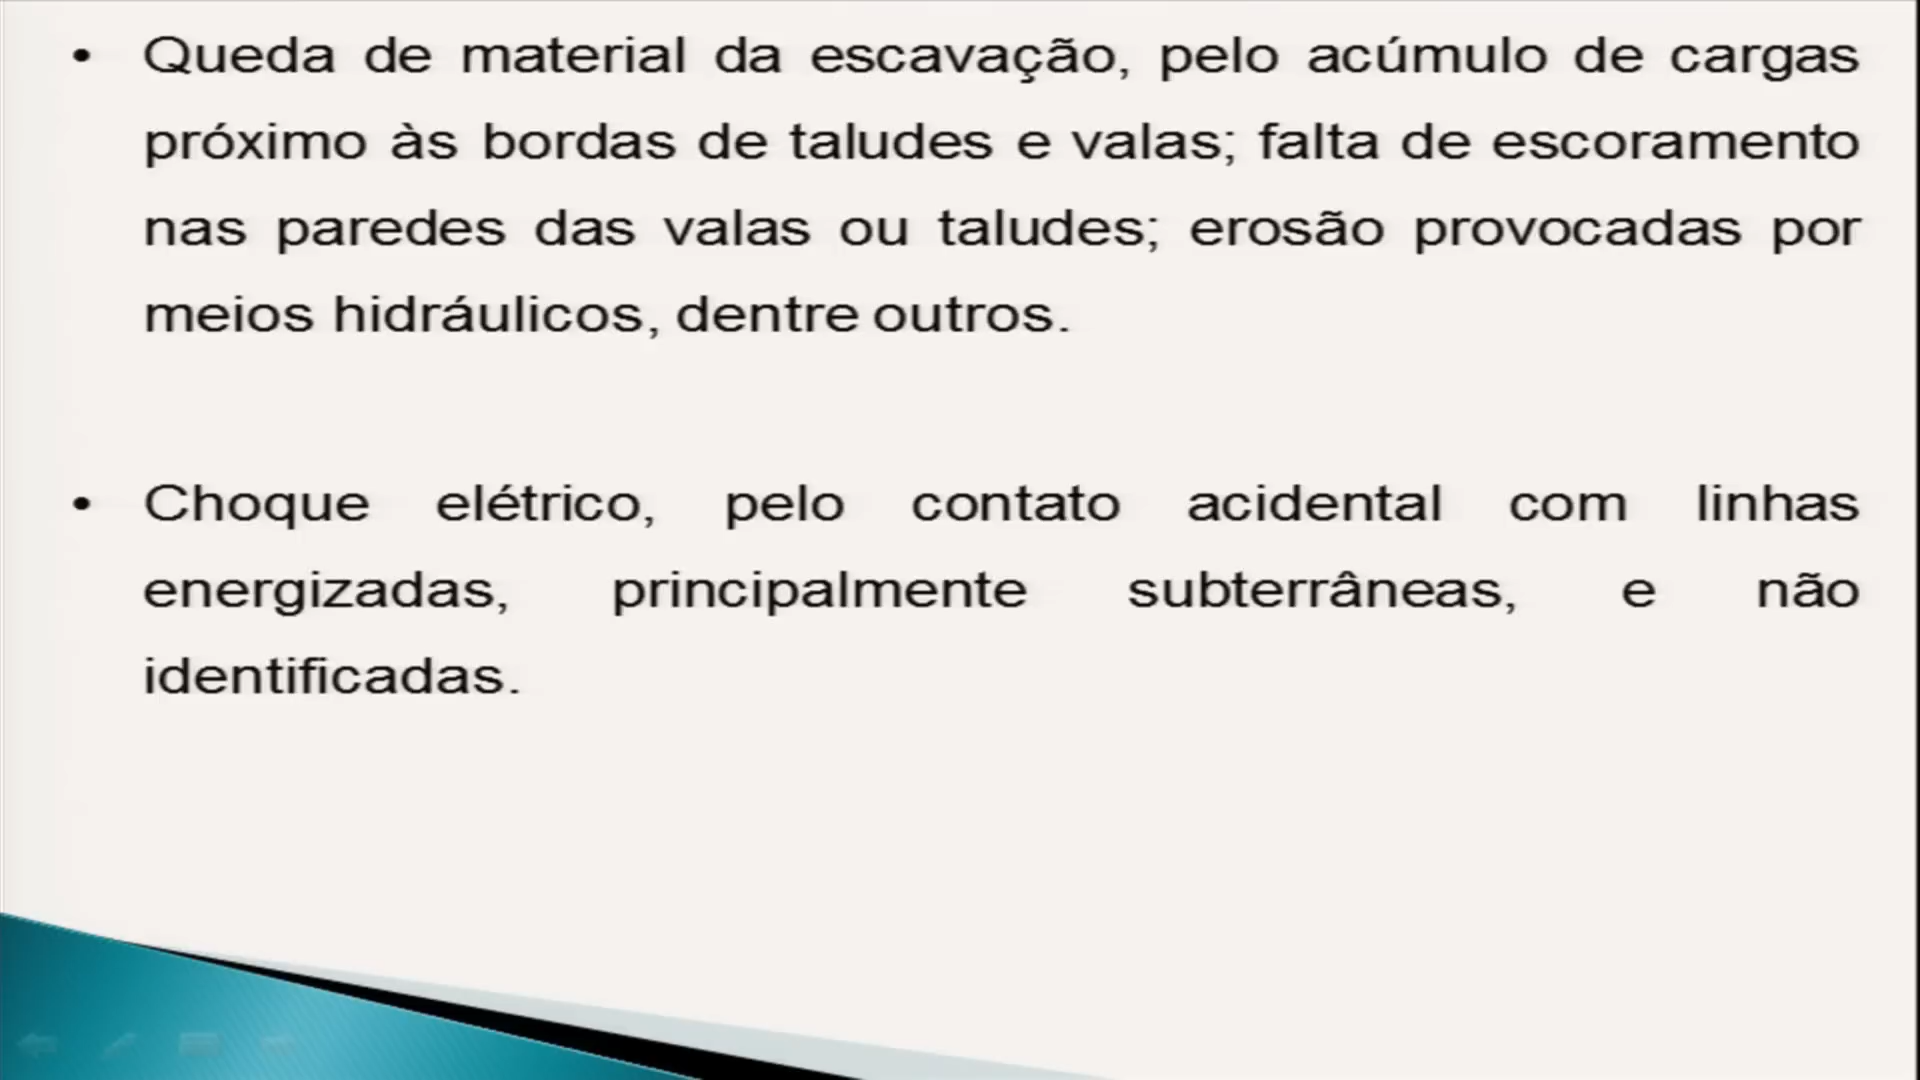 • Queda de material da escavação, pelo acúmulo de cargas
próximo às bordas de taludes e valas; falta de escoramento
nas paredes das valas ou taludes; erosão provocadas por
meios hidráulicos, dentre outros.
• Choque elétrico, pelo contato acidental com linhas
energizadas, principalmente subterrâneas, e não
identificadas.